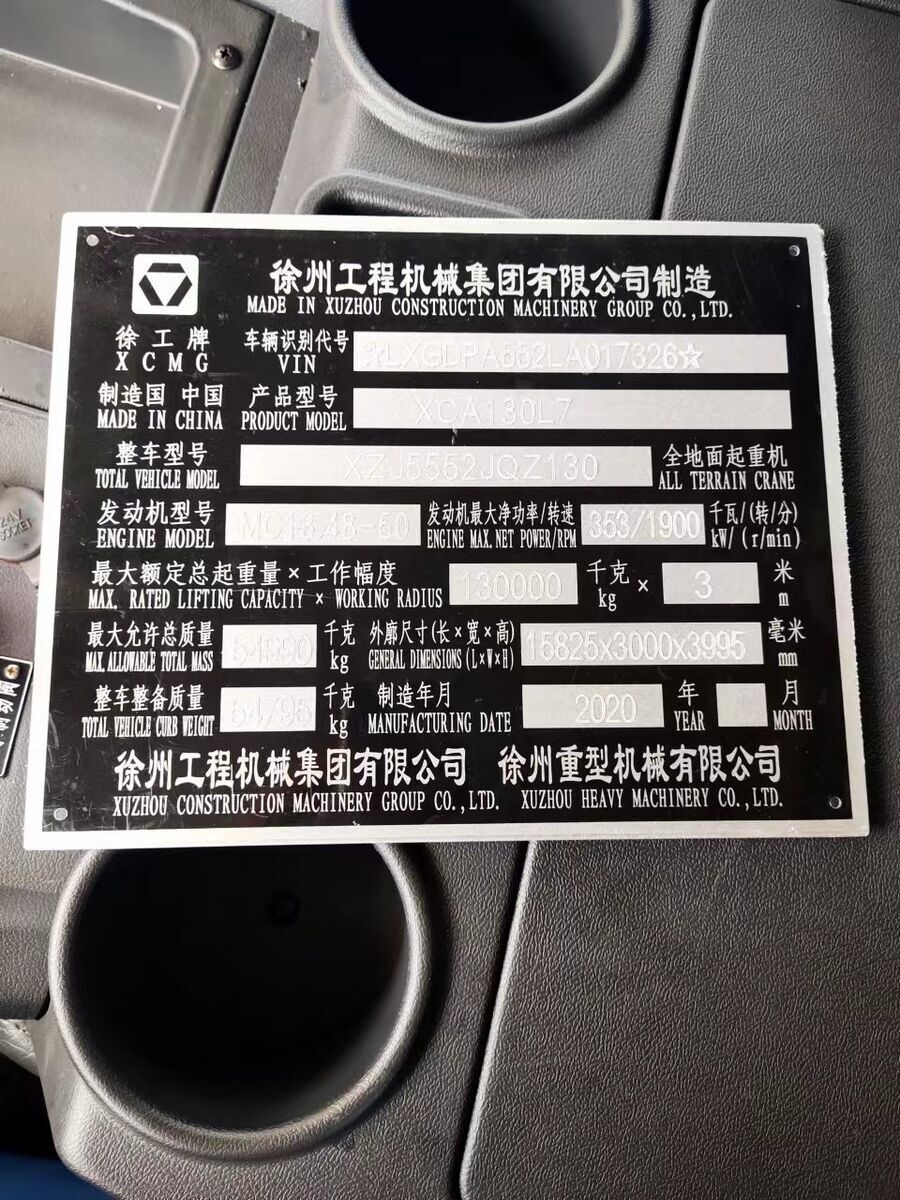 徐州工程机械集团有限公司制造
MADE IN XUZHOU CONSTRUCTION MACHINERY GROUP CO.,LTD.
徐工牌 车辆识别代号 ☆LXGDPA552LA017326☆
XCMG VIN
制造国 中国 产品型号 XCA130L7
MADE IN CHINA PRODUCT MODEL
整车型号 XZJ5552JQZ130 全地面起重机
TOTAL VEHICLE MODEL ALL TERRAIN CRANE
发动机型号 发动机最大净功率/转速 353/1900 千瓦/(转/分)
ENGINE MODEL ENGINE MAX.NET POWER/RPM kW/(r/min)
最大额定总起重量×工作幅度 130000 千克 × 3 米
MAX. RATED LIFTING CAPACITY × WORKING RADIUS kg m
最大允许总质量 千克 外廓尺寸(长×宽×高) 15825x3000x3995 毫米
MAX.ALLOWABLE TOTAL MASS kg GENERAL DIMENSIONS(L×W×H) mm
整车整备质量 千克 制造年月 2020 年 月
TOTAL VEHICLE CURB WEIGHT kg MANUFACTURING DATE YEAR MONTH
徐州工程机械集团有限公司 徐州重型机械有限公司
XUZHOU CONSTRUCTION MACHINERY GROUP CO.,LTD. XUZHOU HEAVY MACHINERY CO.,LTD.
24V
SOCKET